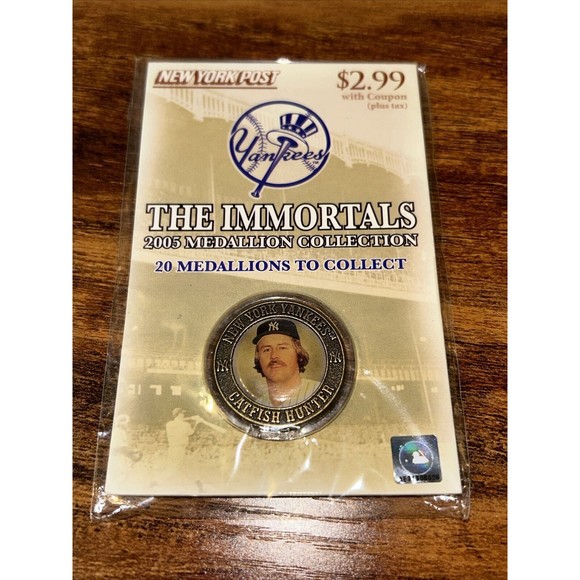 NEW YORK POST
$2.99
with Coupon
(plus tax)
Yankees
THE IMMORTALS
2005 MEDALLION COLLECTION
20 MEDALLIONS TO COLLECT
NEW YORK YANKEES
NY
CATFISH HUNTER